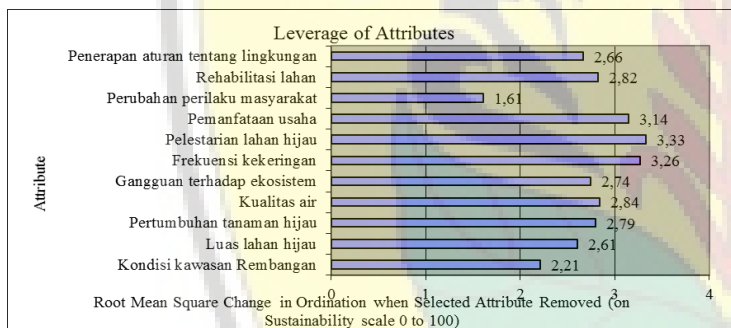 Leverage of Attributes
Penerapan aturan tentang lingkungan 2,66
Rehabilitasi lahan 2,82
Perubahan perilaku masyarakat 1,61
Pemanfataan usaha 3,14
Pelestarian lahan hijau 3,33
Frekuensi kekeringan 3,26
Gangguan terhadap ekosistem 2,74
Kualitas air 2,84
Pertumbuhan tanaman hijau 2,79
Luas lahan hijau 2,61
Kondisi kawasan Rembangan 2,21
Attribute
0 1 2 3 4
Root Mean Square Change in Ordination when Selected Attribute Removed (on
Sustainability scale 0 to 100)